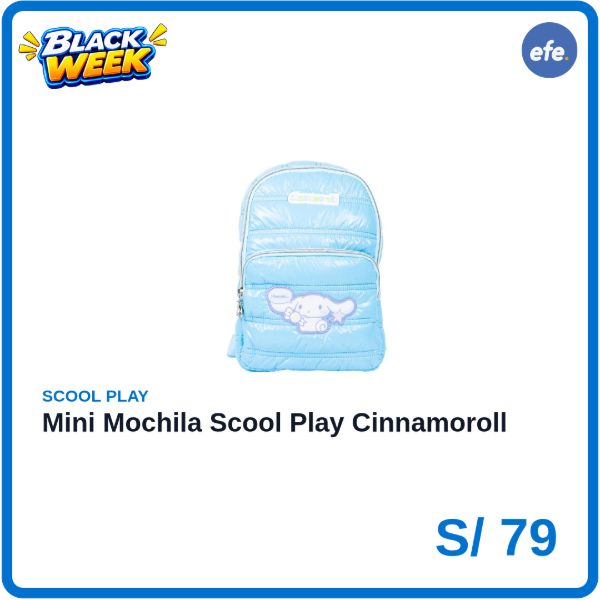 BLACK
WEEK
efe.
SCOOL PLAY
Mini Mochila Scool Play Cinnamoroll
S/ 79